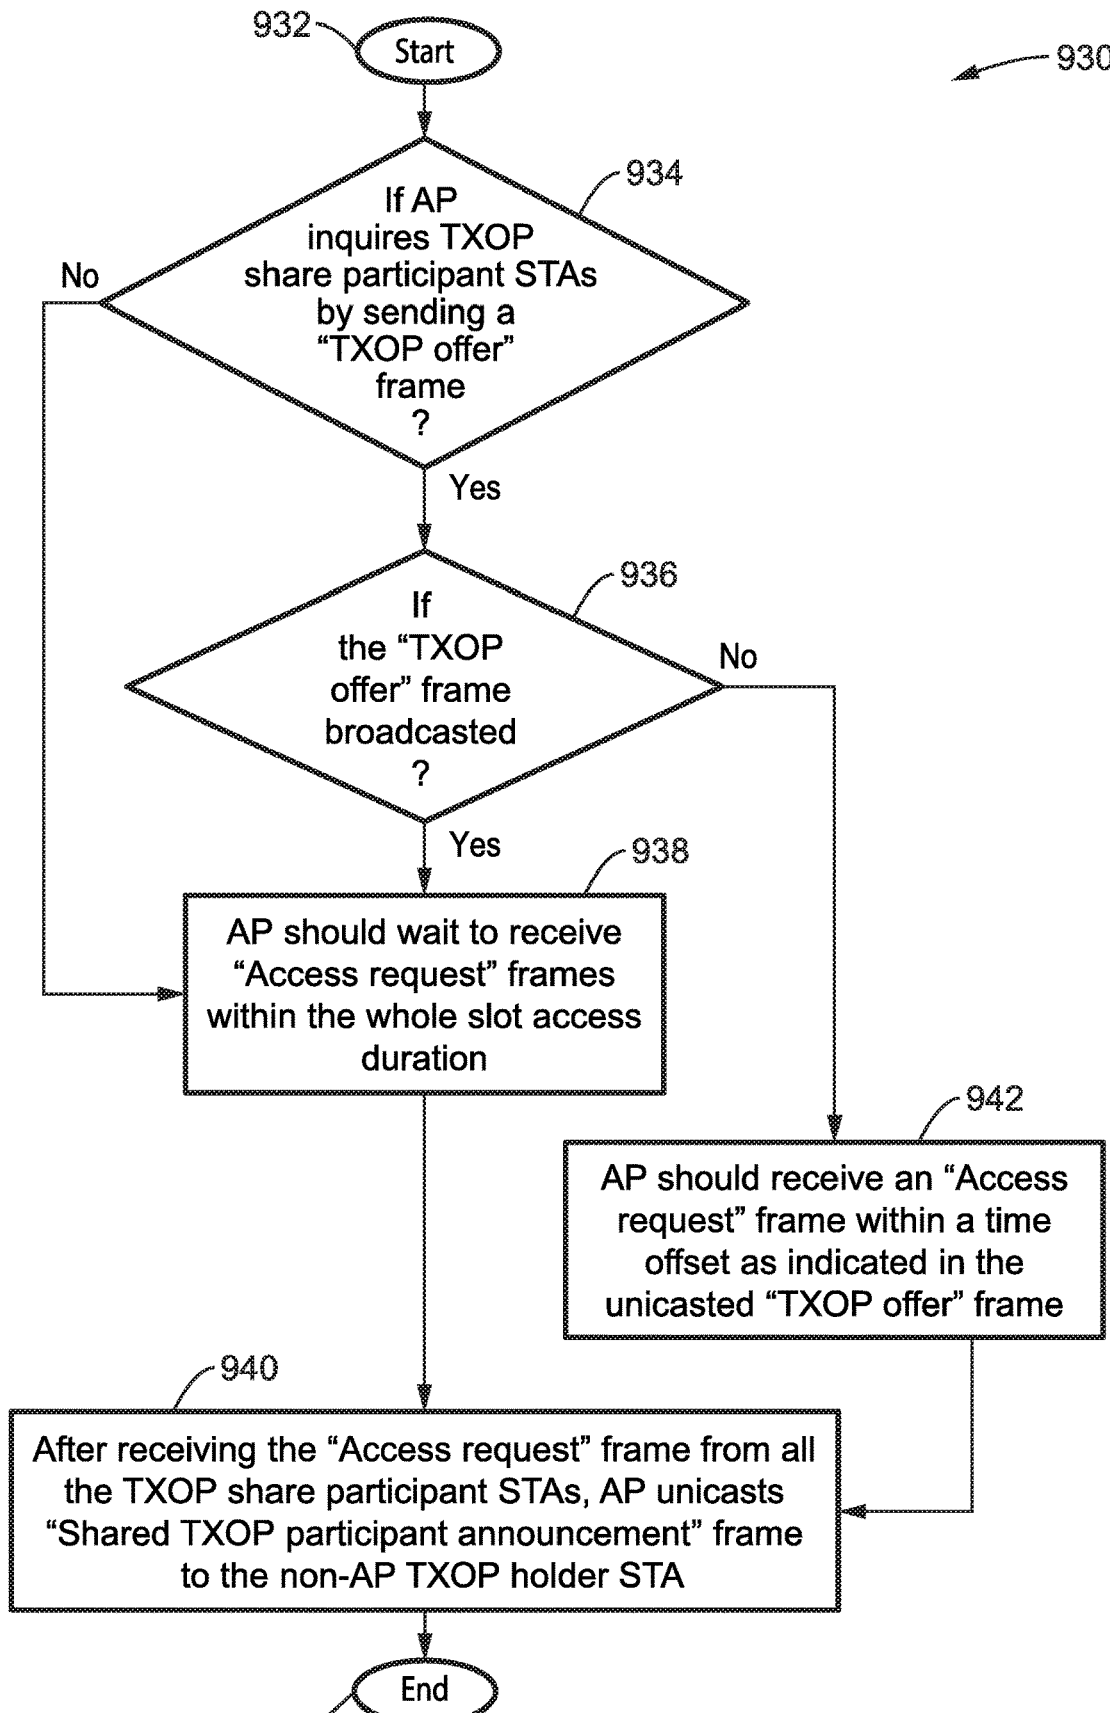 932
Start
930
934
If AP
inquires TXOP
share participant STAs
by sending a
“TXOP offer”
frame
?
No
Yes
936
If
the “TXOP
offer” frame
broadcasted
?
No
Yes
938
AP should wait to receive
“Access request” frames
within the whole slot access
duration
942
AP should receive an “Access
request” frame within a time
offset as indicated in the
unicasted “TXOP offer” frame
940
After receiving the “Access request” frame from all
the TXOP share participant STAs, AP unicasts
“Shared TXOP participant announcement” frame
to the non-AP TXOP holder STA
End